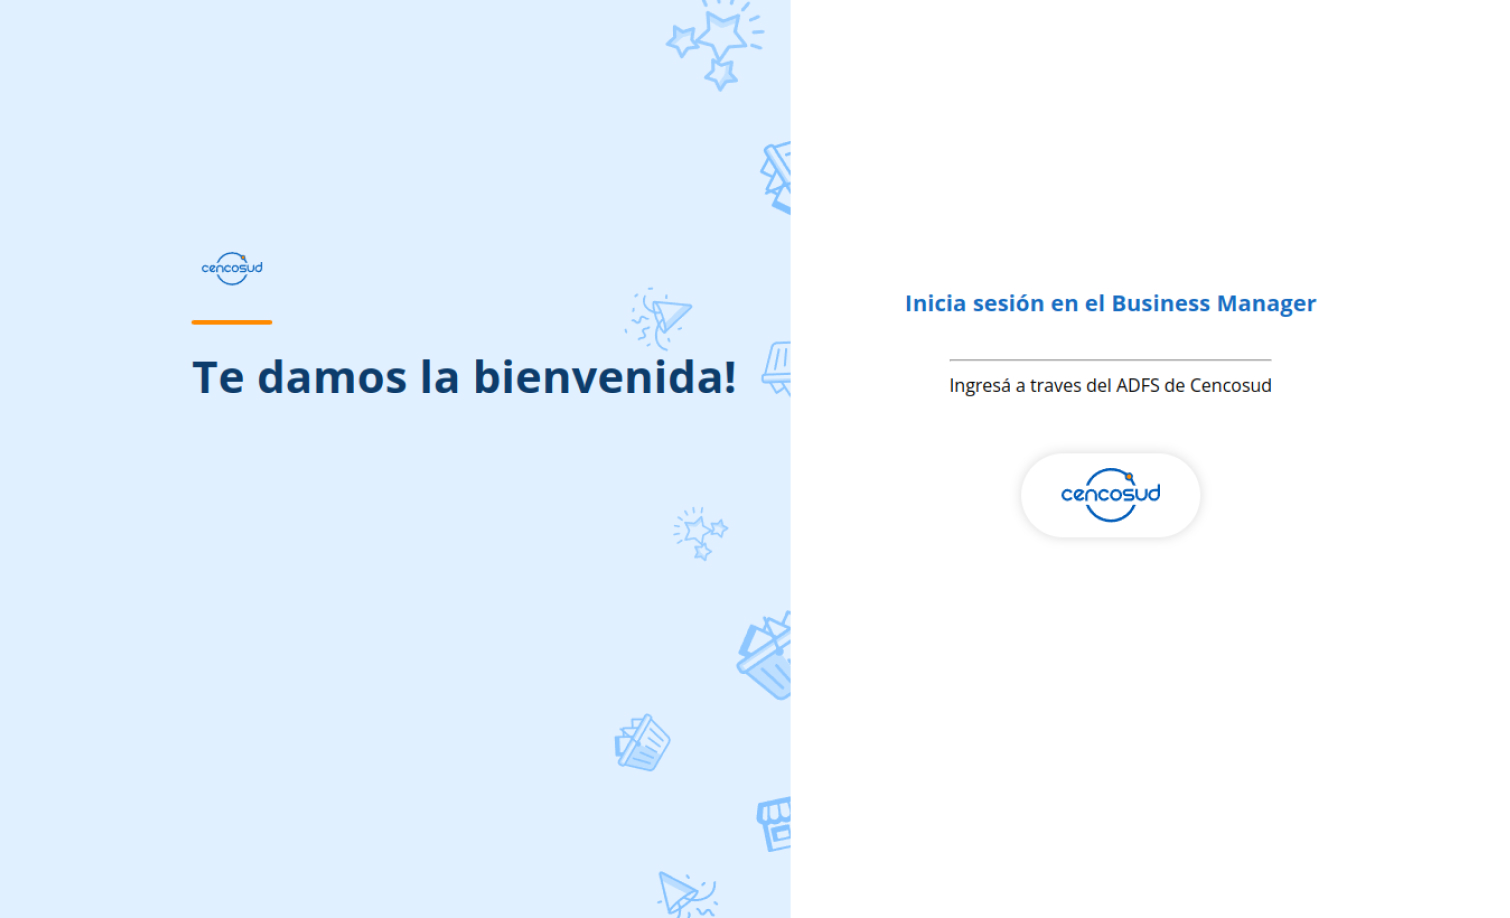 cencosud
Te damos la bienvenida!
Inicia sesión en el Business Manager
Ingresá a traves del ADFS de Cencosud
cencosud